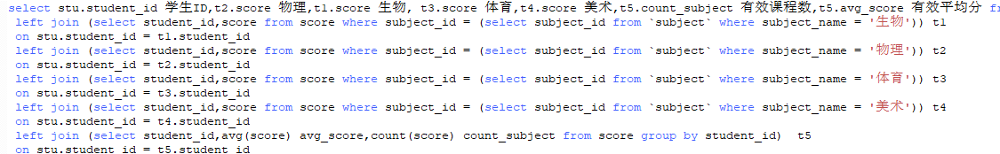 select stu.student_id 学生ID,t2.score 物理,t1.score 生物, t3.score 体育,t4.score 美术,t5.count_subject 有效课程数,t5.avg_score 有效平均分
left join (select student_id,score from score where subject_id = (select subject_id from `subject` where subject_name = '生物')) t1
on stu.student_id = t1.student_id
left join (select student_id,score from score where subject_id = (select subject_id from `subject` where subject_name = '物理')) t2
on stu.student_id = t2.student_id
left join (select student_id,score from score where subject_id = (select subject_id from `subject` where subject_name = '体育')) t3
on stu.student_id = t3.student_id
left join (select student_id,score from score where subject_id = (select subject_id from `subject` where subject_name = '美术')) t4
on stu.student_id = t4.student_id
left join (select student_id,avg(score) avg_score,count(score) count_subject from score group by student_id)  t5
on stu.student_id = t5.student_id